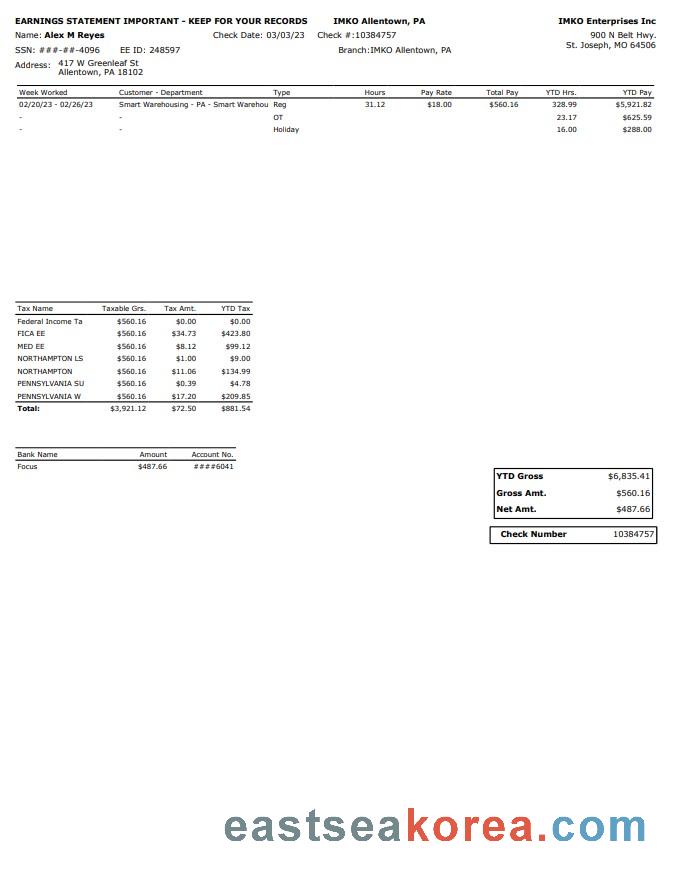 EARNINGS STATEMENT IMPORTANT - KEEP FOR YOUR RECORDS IMKO Allentown, PA IMKO Enterprises Inc
Name: Alex M Reyes Check Date: 03/03/23 Check #:10384757 900 N Belt Hwy.
SSN: ###-##-4096 EE ID: 248597 Branch:IMKO Allentown, PA St. Joseph, MO 64506
Address: 417 W Greenleaf St
Allentown, PA 18102
Week Worked Customer - Department Type Hours Pay Rate Total Pay YTD Hrs. YTD Pay
02/20/23 - 02/26/23 Smart Warehousing - PA - Smart Warehou Reg 31.12 $18.00 $560.16 328.99 $5,921.82
- - OT 23.17 $625.59
- - Holiday 16.00 $288.00
Tax Name Taxable Grs. Tax Amt. YTD Tax
Federal Income Ta $560.16 $0.00 $0.00
FICA EE $560.16 $34.73 $423.80
MED EE $560.16 $8.12 $99.12
NORTHAMPTON LS $560.16 $1.00 $9.00
NORTHAMPTON $560.16 $11.06 $134.99
PENNSYLVANIA SU $560.16 $0.39 $4.78
PENNSYLVANIA W $560.16 $17.20 $209.85
Total: $3,921.12 $72.50 $881.54
Bank Name Amount Account No.
Focus $487.66 ####6041
YTD Gross $6,835.41
Gross Amt. $560.16
Net Amt. $487.66
Check Number 10384757
eastseakorea.com